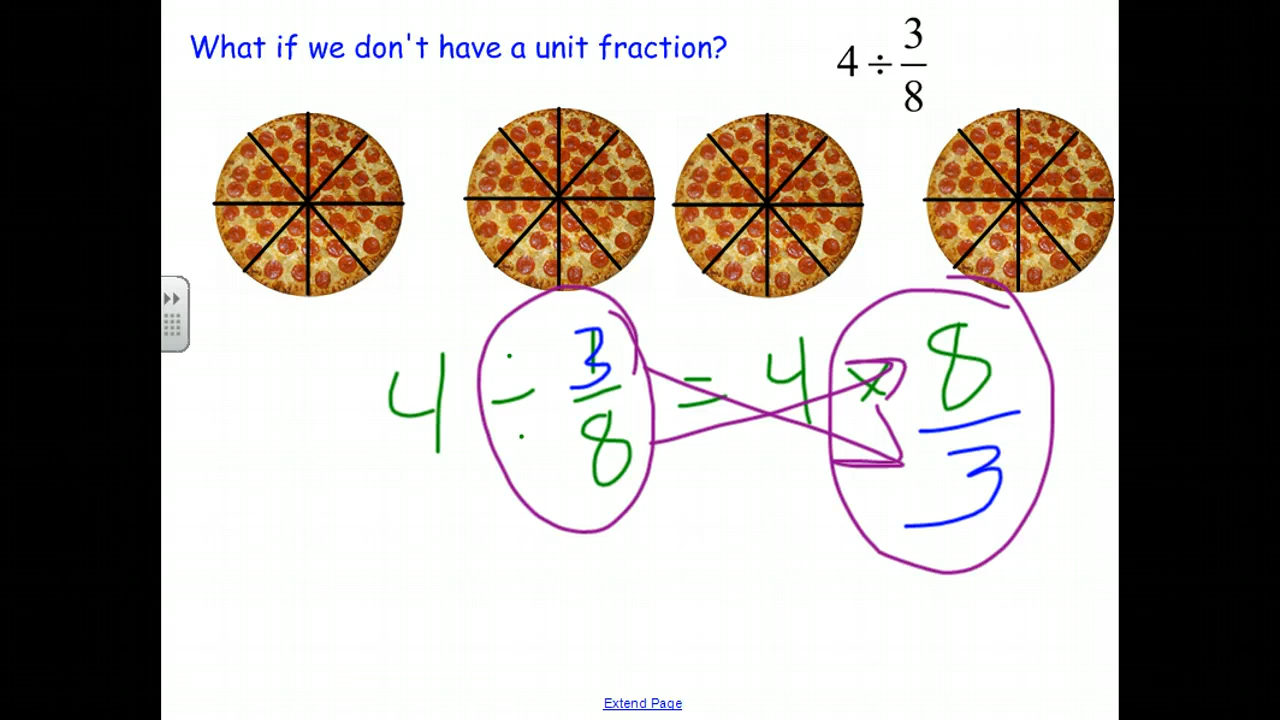 What if we don't have a unit fraction?
4 ÷ 3/8
4 ÷ 3/8 = 4 × 8/3
Extend Page